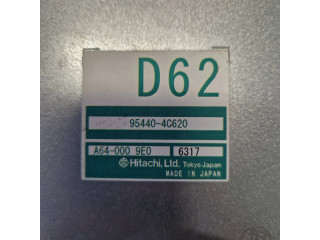 D62
95440-4C620
A64-000 9E0 6317
Hitachi, Ltd. Tokyo Japan
MADE IN JAPAN